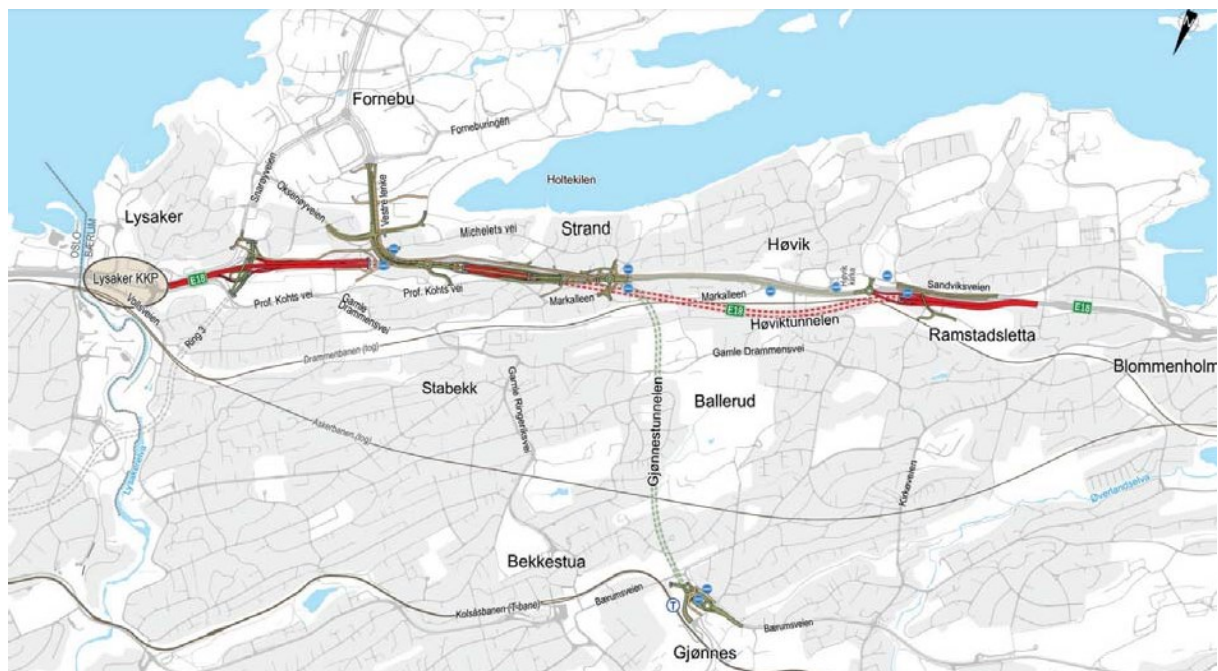 N
Fornebu
Forneburingen
Snarøyveien
Oksenøyveien
Vestre lenke
Holtekilen
OSLO
BÆRUM
Lysaker
Michelets vei
Strand
Høvik
Lysaker KKP
E18
Vollsveien
Prof. Kohts vei
Gamle
Drammensvei
Prof. Kohts vei
Markalleen
Markalleen
E18
Høvik
kirke
Sandviksveien
E18
Ring 3
Høviktunnelen
Ramstadsletta
Drammenbanen (tog)
Gamle Drammensvei
Blommenholm
Stabekk
Gamle Ringeriksvei
Gjønnestunnelen
Ballerud
Askerbanen (tog)
Lysakerelva
Kirkeveien
Øverlandselva
Bekkestua
Kolsåsbanen (T-bane)
Bærumsveien
T
Bærumsveien
Gjønnes